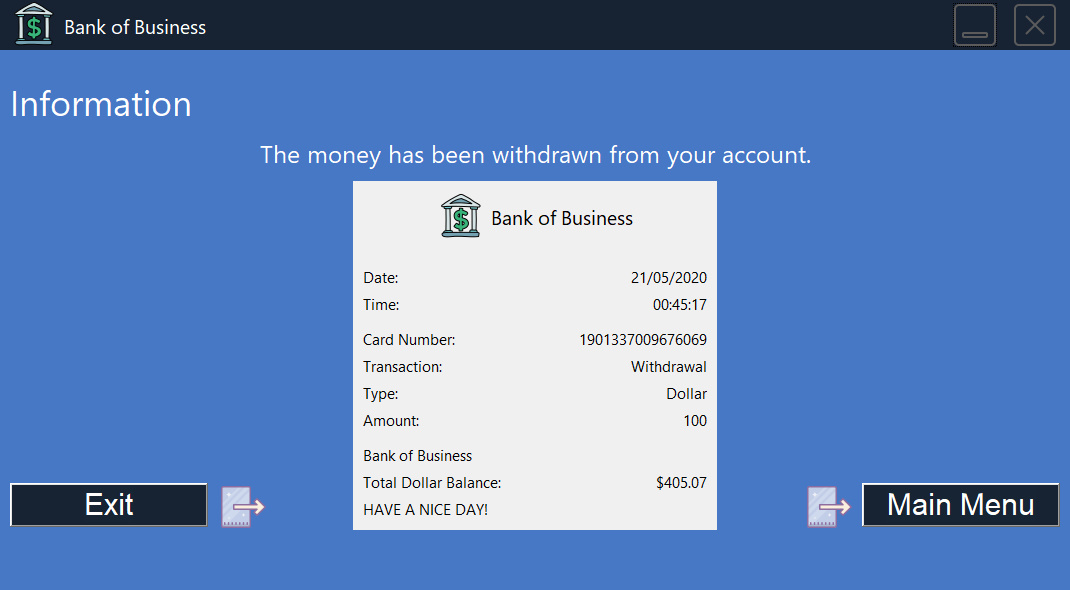 Bank of Business
Information
The money has been withdrawn from your account.
Bank of Business
Date: 21/05/2020
Time: 00:45:17
Card Number: 1901337009676069
Transaction: Withdrawal
Type: Dollar
Amount: 100
Bank of Business
Total Dollar Balance: $405.07
HAVE A NICE DAY!
Exit
Main Menu